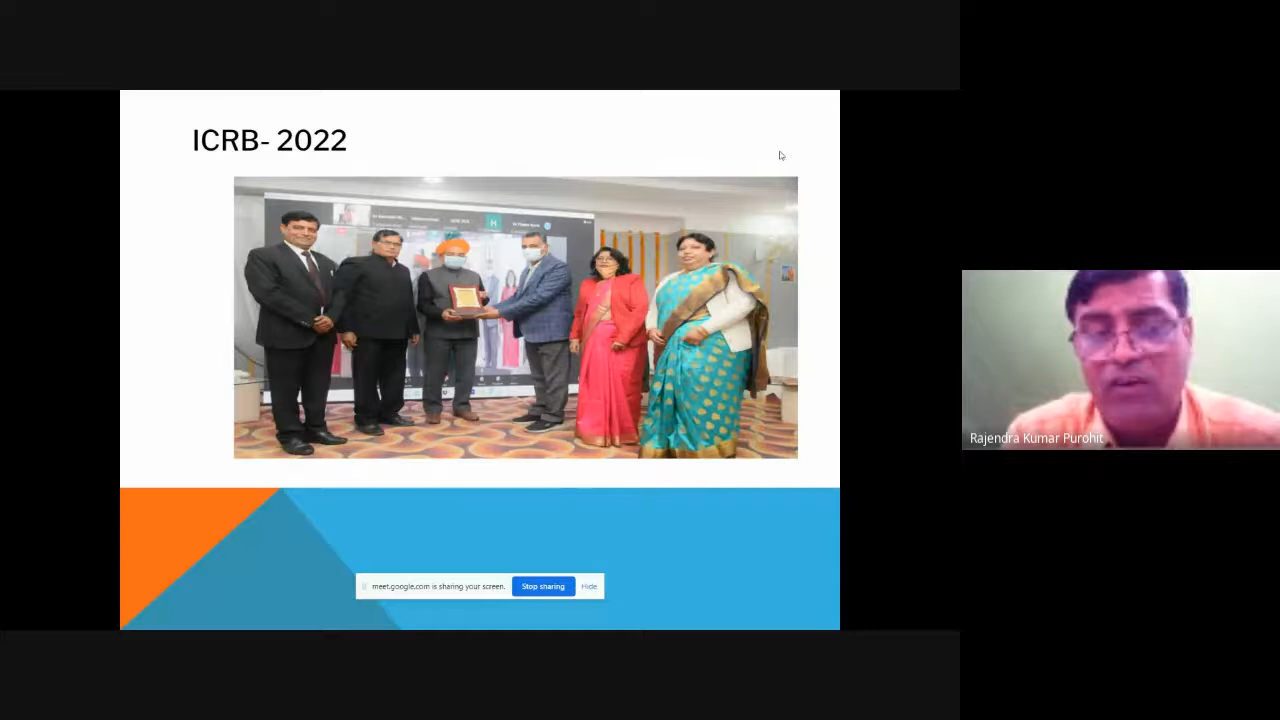 ICRB- 2022
H
meet.google.com is sharing your screen.
Stop sharing
Hide
Rajendra Kumar Purohit